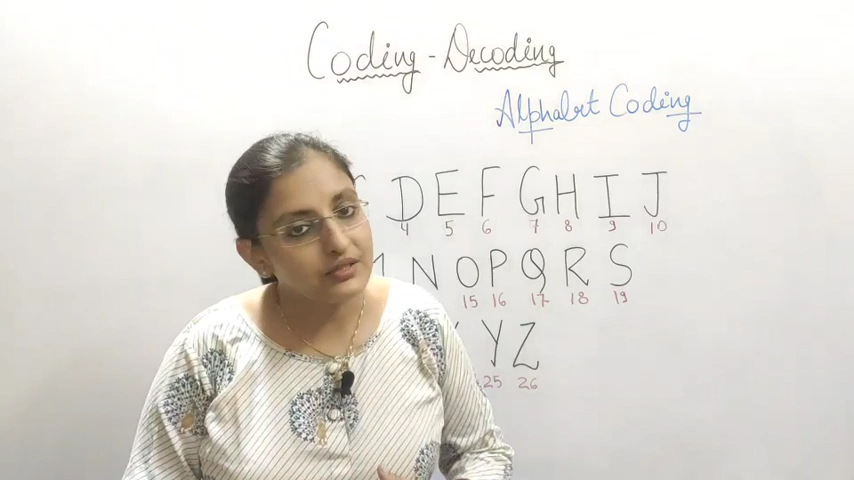 Coding-Decoding
Alphabet Coding
D E F G H I J
4 5 6 7 8 9 10
N O P Q R S
15 16 17 18 19
Y Z
25 26